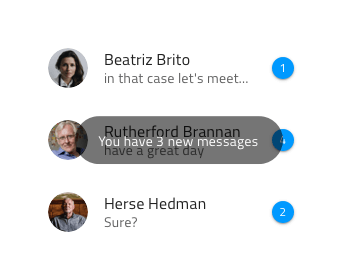 Beatriz Brito
in that case let's meet...
1
Rutherford Brannan
have a great day
4
You have 3 new messages
Herse Hedman
Sure?
2